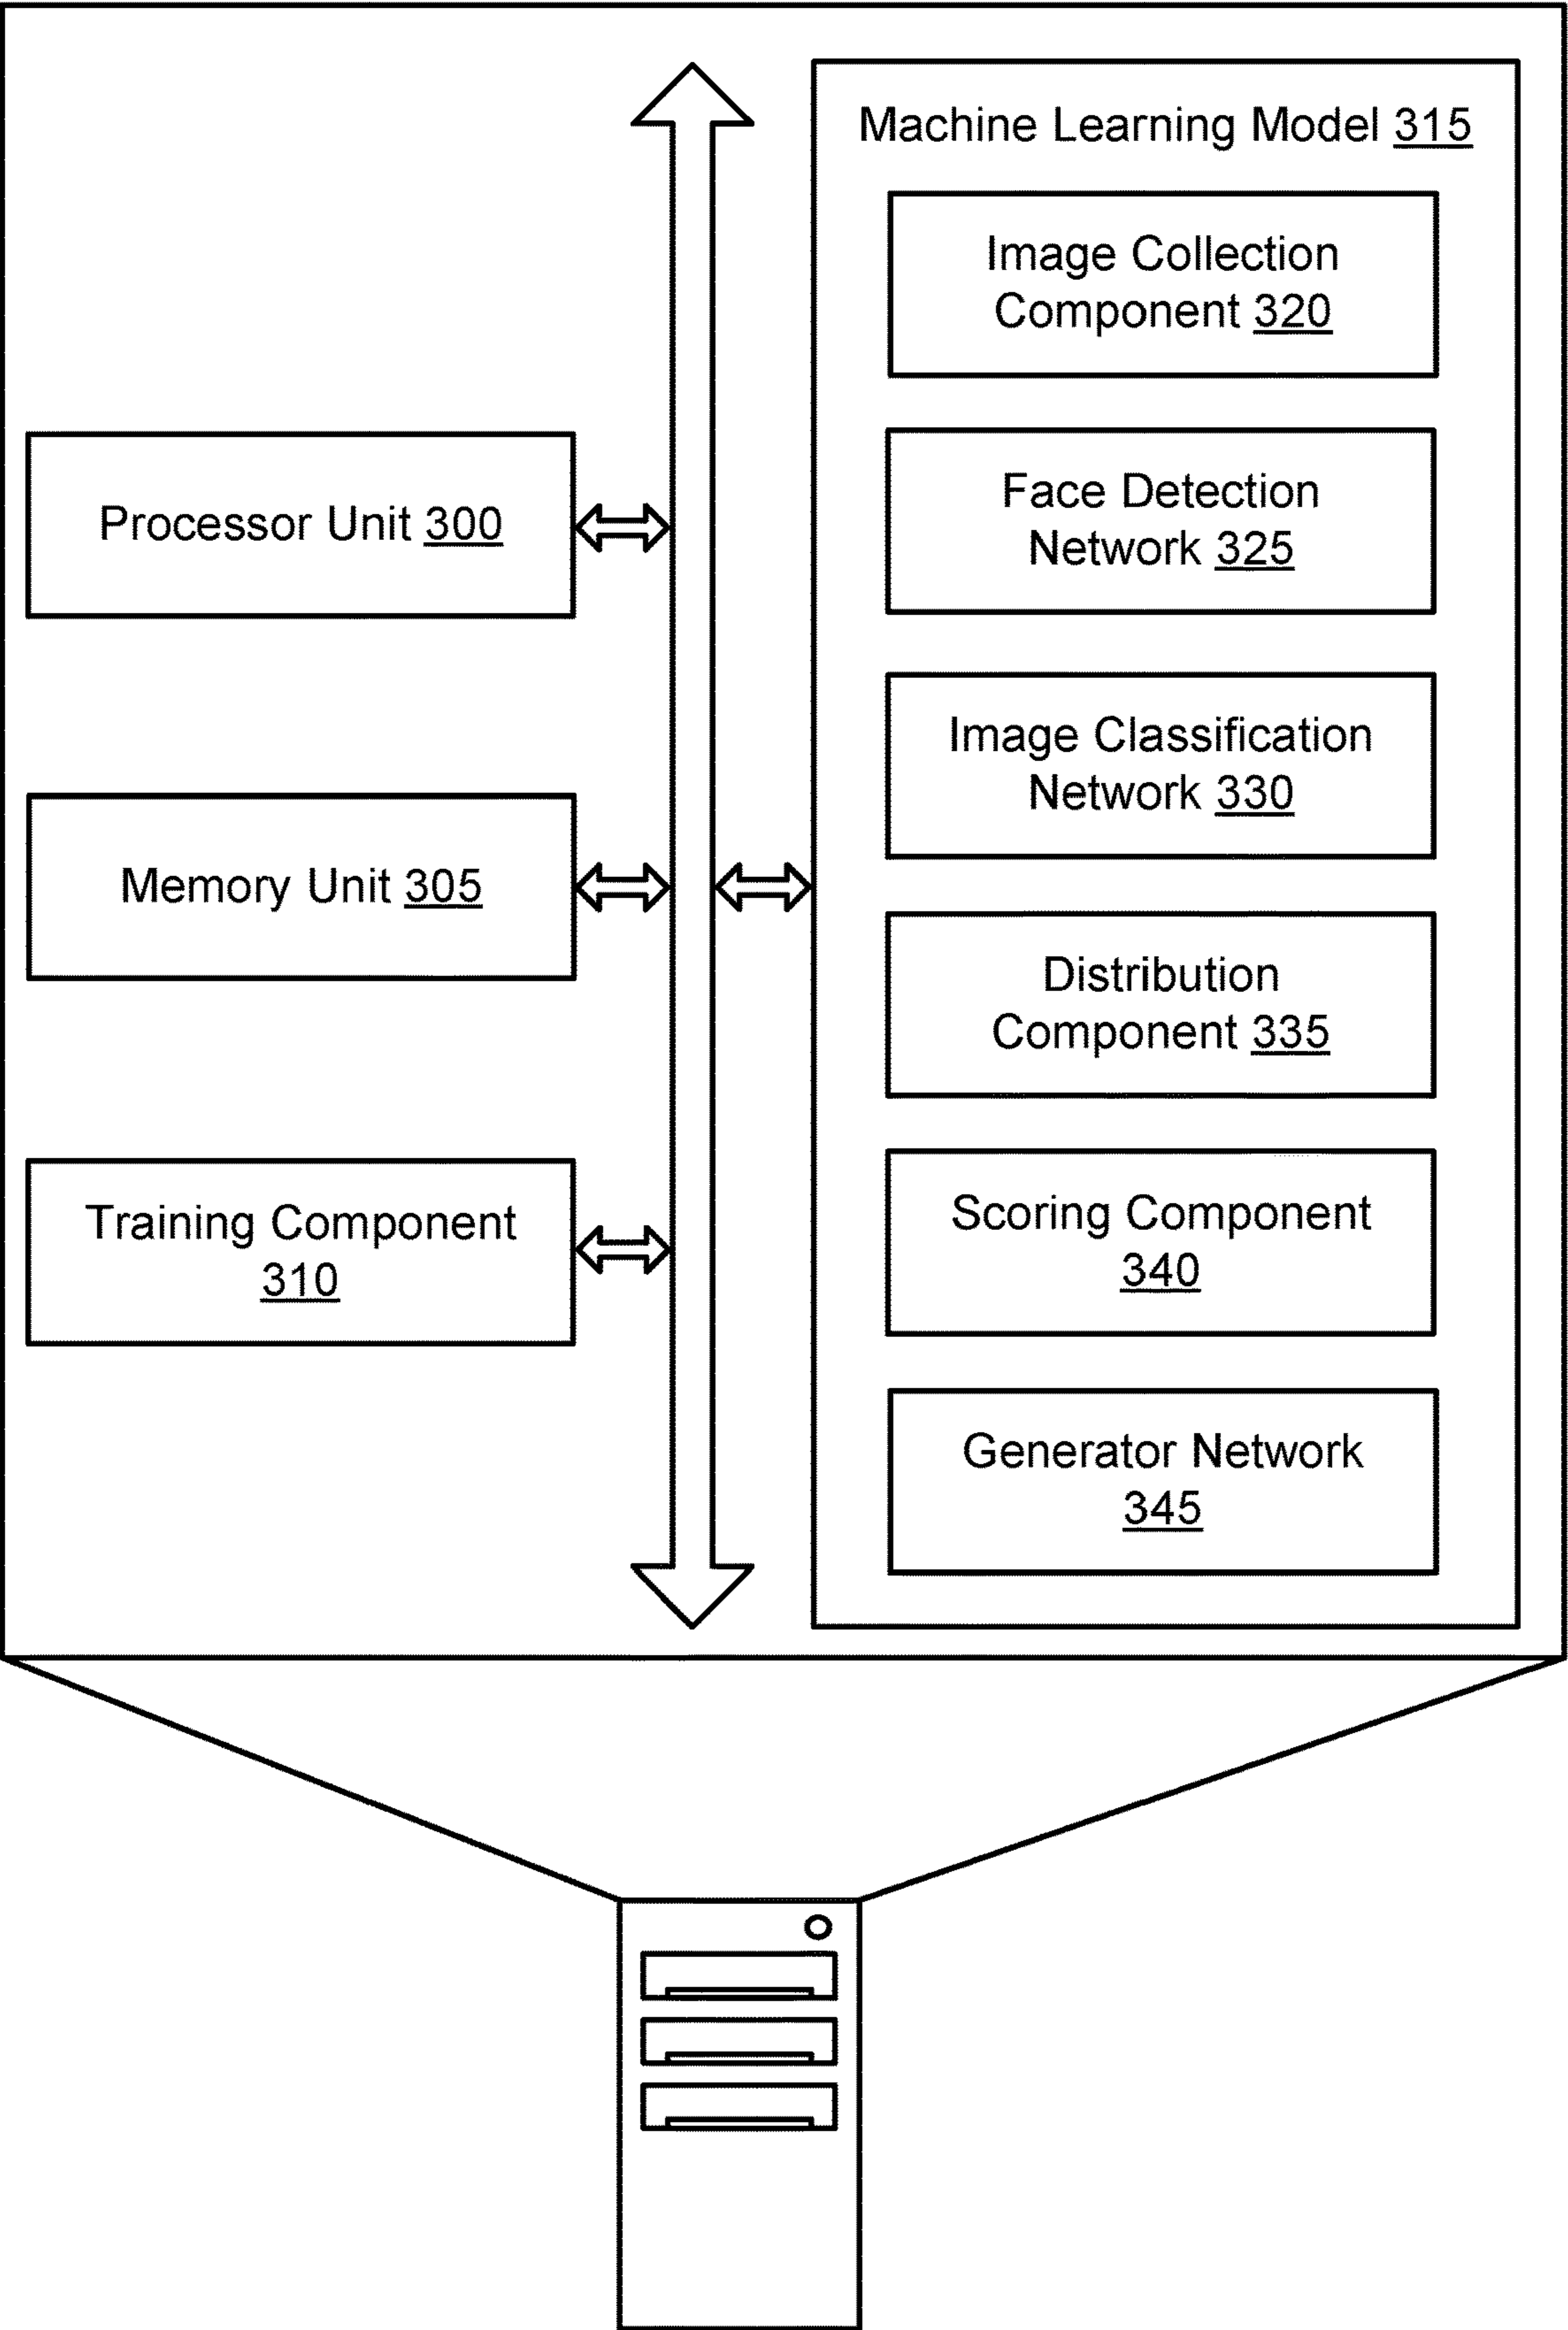 Machine Learning Model 315
Image Collection
Component 320
Face Detection
Network 325
Image Classification
Network 330
Distribution
Component 335
Scoring Component
340
Generator Network
345
Processor Unit 300
Memory Unit 305
Training Component
310